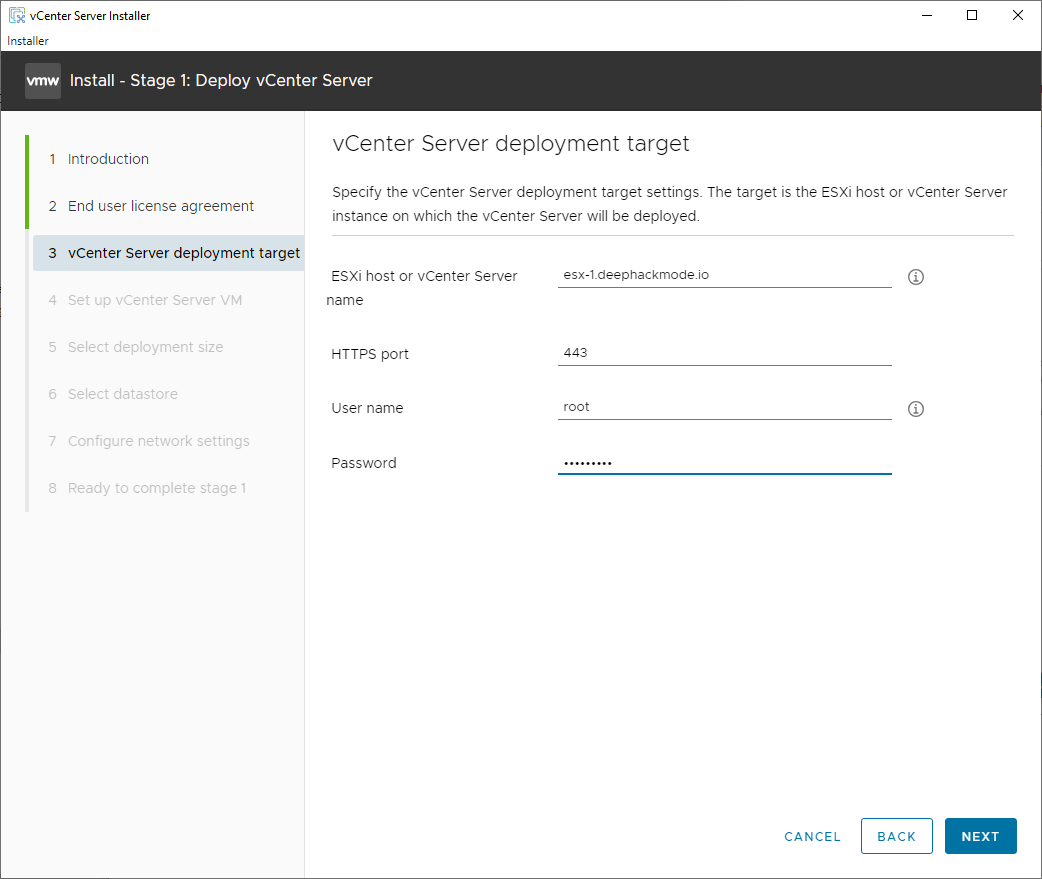 vCenter Server Installer
Installer
vmw Install - Stage 1: Deploy vCenter Server
1 Introduction
2 End user license agreement
3 vCenter Server deployment target
4 Set up vCenter Server VM
5 Select deployment size
6 Select datastore
7 Configure network settings
8 Ready to complete stage 1
vCenter Server deployment target
Specify the vCenter Server deployment target settings. The target is the ESXi host or vCenter Server
instance on which the vCenter Server will be deployed.
ESXi host or vCenter Server
name
esx-1.deephackmode.io
HTTPS port
443
User name
root
Password
•••••••••
CANCEL
BACK
NEXT